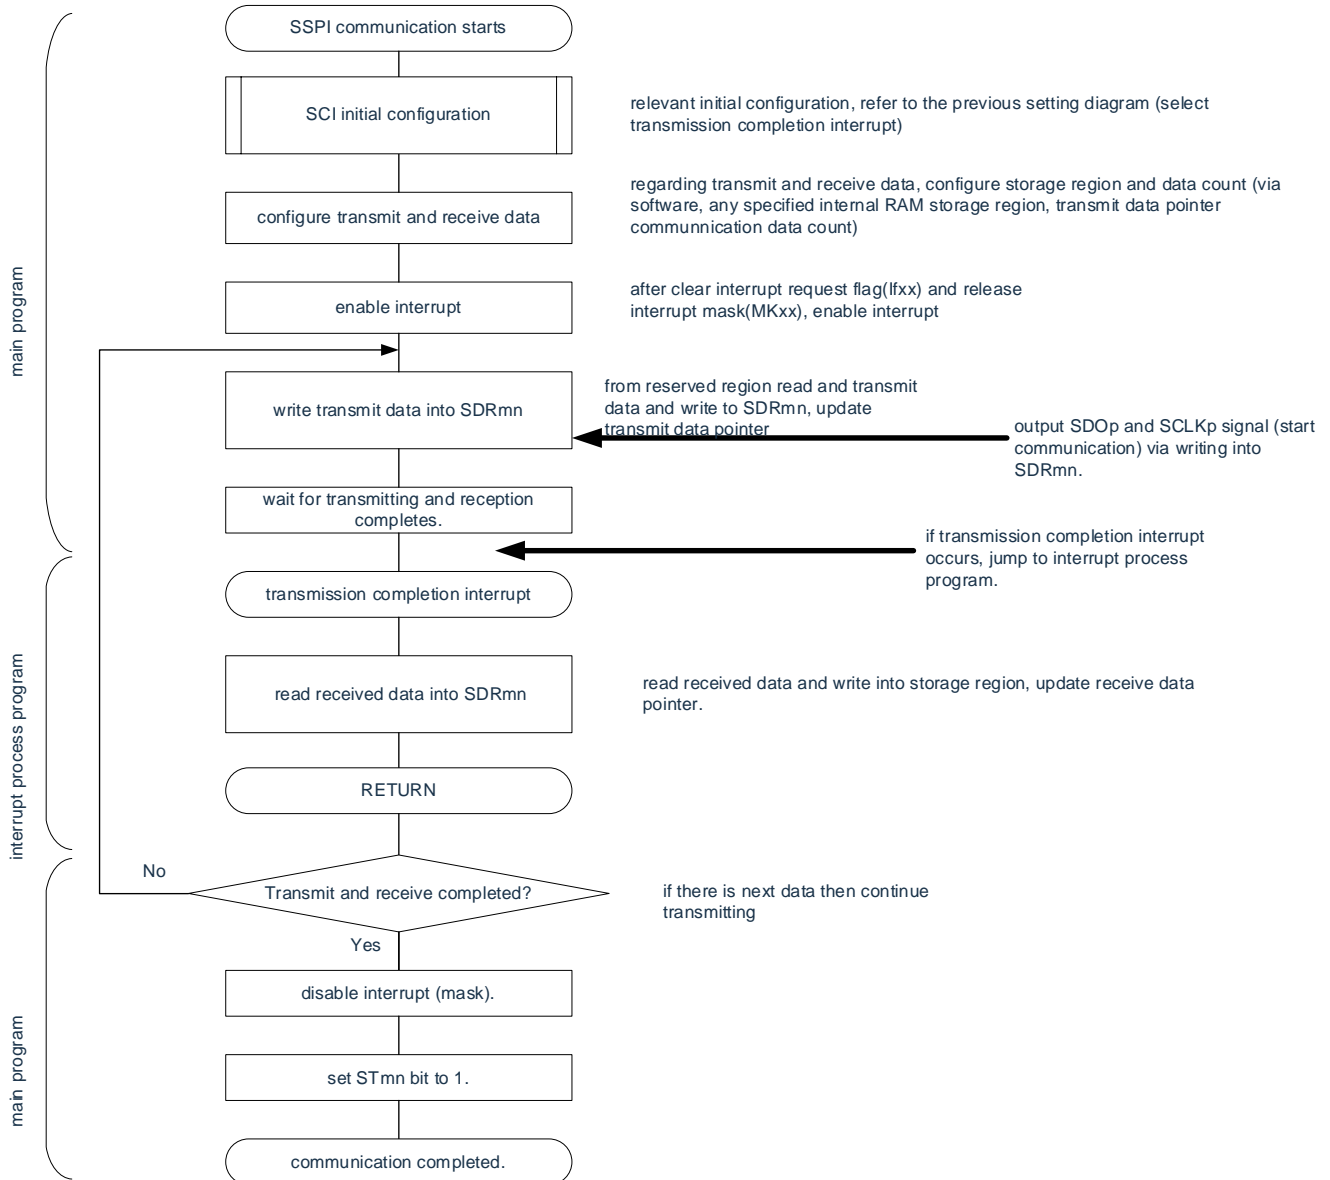 SSPI communication starts
SCI initial configuration
relevant initial configuration, refer to the previous setting diagram (select
transmission completion interrupt)
configure transmit and receive data
regarding transmit and receive data, configure storage region and data count (via
software, any specified internal RAM storage region, transmit data pointer
communnication data count)
enable interrupt
after clear interrupt request flag(Ifxx) and release
interrupt mask(MKxx), enable interrupt
main program
write transmit data into SDRmn
from reserved region read and transmit
data and write to SDRmn, update
transmit data pointer
output SDOp and SCLKp signal (start
communication) via writing into
SDRmn.
wait for transmitting and reception
completes.
if transmission completion interrupt
occurs, jump to interrupt process
program.
transmission completion interrupt
read received data into SDRmn
read received data and write into storage region, update receive data
pointer.
interrupt process program
RETURN
No
Transmit and receive completed?
if there is next data then continue
transmitting
Yes
disable interrupt (mask).
main program
set STmn bit to 1.
communication completed.